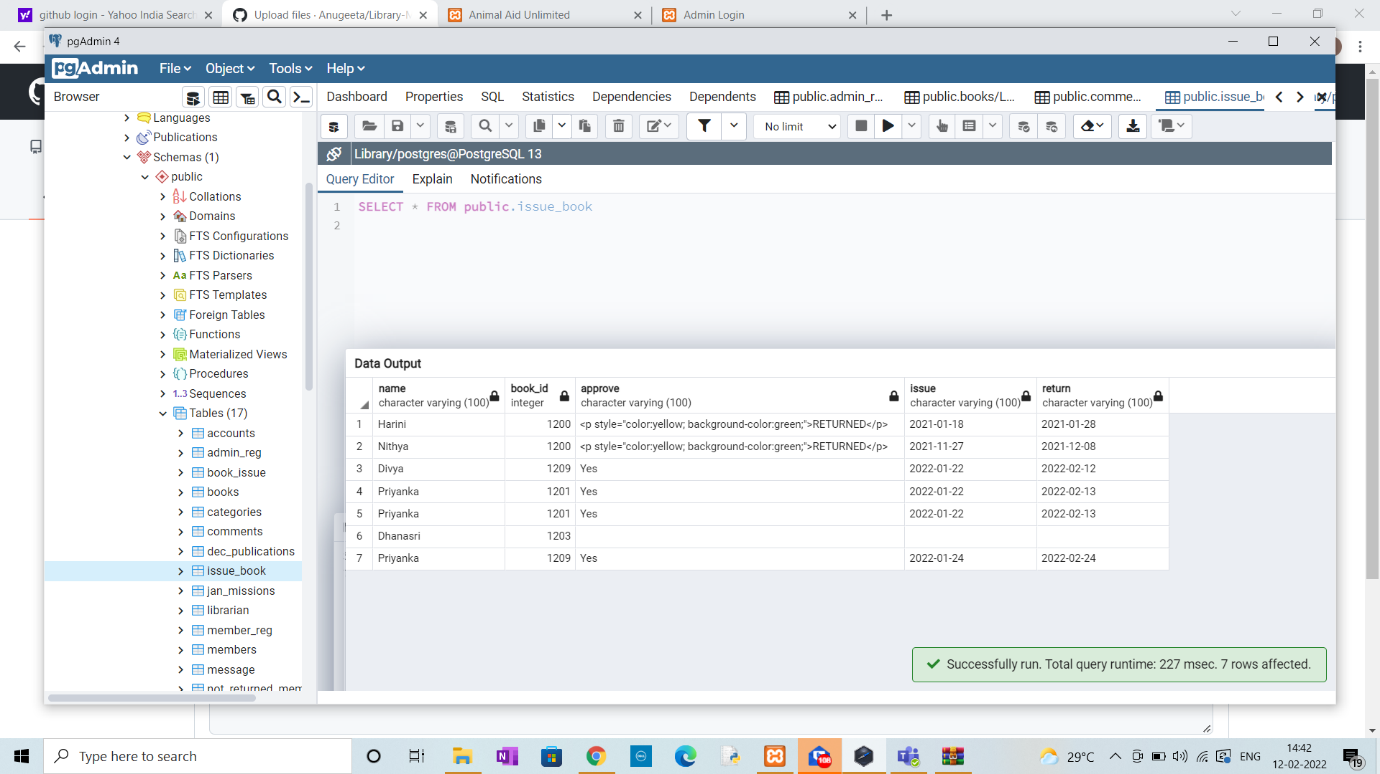 github login - Yahoo India Search
Upload files · Anugeeta/Library-M
Animal Aid Unlimited
Admin Login
pgAdmin 4
pgAdmin
File
Object
Tools
Help
Browser
Dashboard
Properties
SQL
Statistics
Dependencies
Dependents
public.admin_r...
public.books/L...
public.comme...
public.issue_b
No limit
Library/postgres@PostgreSQL 13
Query Editor
Explain
Notifications
1 SELECT * FROM public.issue_book
2
Languages
Publications
Schemas (1)
public
Collations
Domains
FTS Configurations
FTS Dictionaries
Aa FTS Parsers
FTS Templates
Foreign Tables
Functions
Materialized Views
Procedures
1..3 Sequences
Tables (17)
accounts
admin_reg
book_issue
books
categories
comments
dec_publications
issue_book
jan_missions
librarian
member_reg
members
message
not_returned_mem
Data Output
name book_id approve issue return
character varying (100) integer character varying (100) character varying (100) character varying (100)
1 Harini 1200 <p style="color:yellow; background-color:green;">RETURNED</p> 2021-01-18 2021-01-28
2 Nithya 1200 <p style="color:yellow; background-color:green;">RETURNED</p> 2021-11-27 2021-12-08
3 Divya 1209 Yes 2022-01-22 2022-02-12
4 Priyanka 1201 Yes 2022-01-22 2022-02-13
5 Priyanka 1201 Yes 2022-01-22 2022-02-13
6 Dhanasri 1203
7 Priyanka 1209 Yes 2022-01-24 2022-02-24
Successfully run. Total query runtime: 227 msec. 7 rows affected.
Type here to search
108
29°C
ENG
14:42
12-02-2022
19